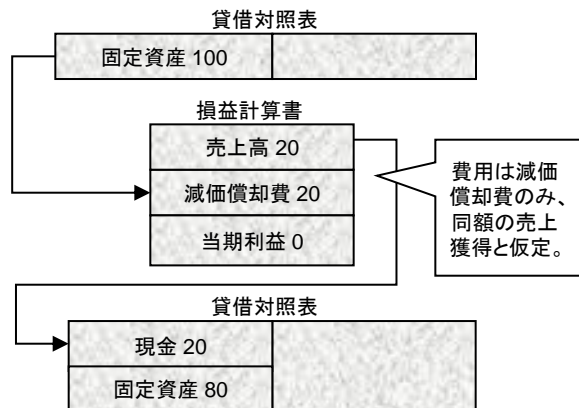 貸借対照表
固定資産 100
損益計算書
売上高 20
減価償却費 20
当期利益 0
費用は減価
償却費のみ、
同額の売上
獲得と仮定。
貸借対照表
現金 20
固定資産 80